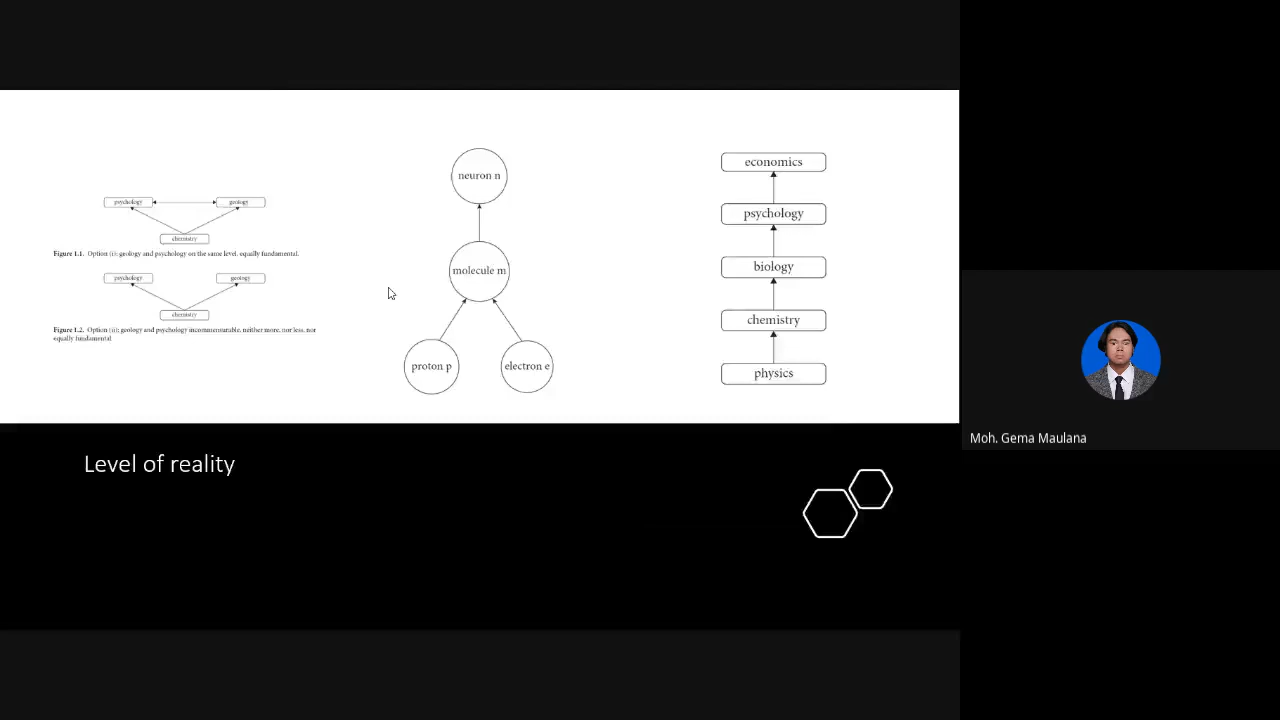 psychology
geology
chemistry
Figure 1.1. Option (i): geology and psychology on the same level, equally fundamental.
psychology
geology
chemistry
Figure 1.2. Option (ii): geology and psychology incommensurable, neither more, nor less, nor
equally fundamental
neuron n
molecule m
proton p
electron e
economics
psychology
biology
chemistry
physics
Level of reality
Moh. Gema Maulana